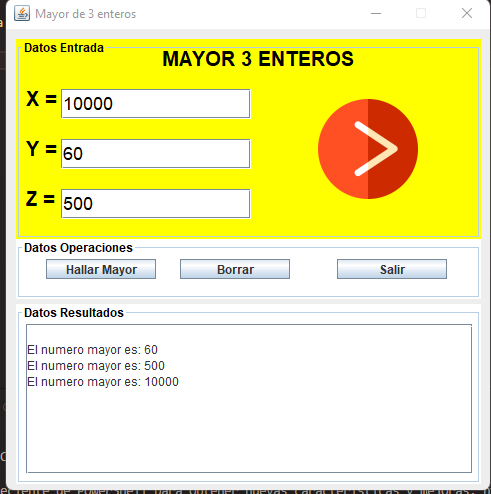 Mayor de 3 enteros
Datos Entrada
MAYOR 3 ENTEROS
X = 10000
Y = 60
Z = 500
Datos Operaciones
Hallar Mayor Borrar Salir
Datos Resultados
El numero mayor es: 60
El numero mayor es: 500
El numero mayor es: 10000